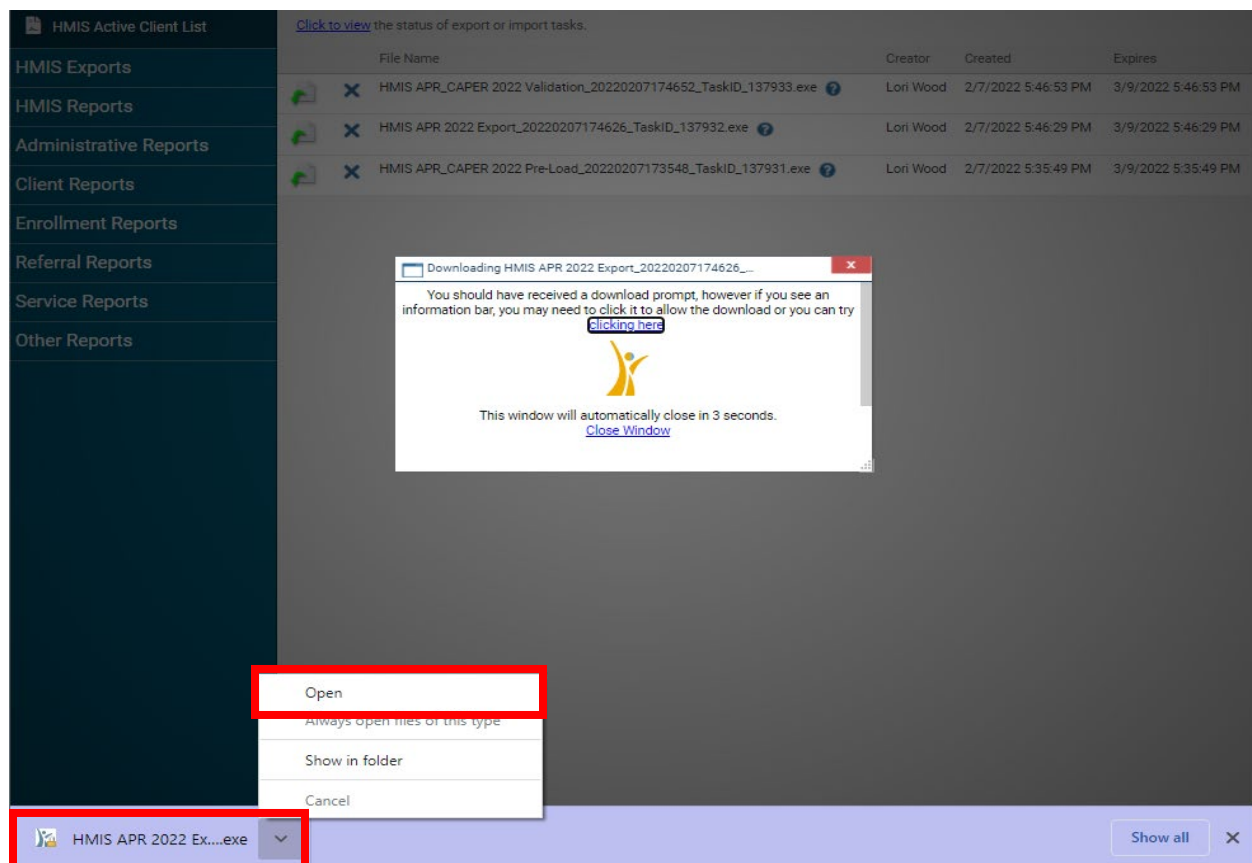 HMIS Active Client List
HMIS Exports
HMIS Reports
Administrative Reports
Client Reports
Enrollment Reports
Referral Reports
Service Reports
Other Reports
Click to view the status of export or import tasks.
File Name Creator Created Expires
HMIS APR_CAPER 2022 Validation_20220207174652_TaskID_137933.exe Lori Wood 2/7/2022 5:46:53 PM 3/9/2022 5:46:53 PM
HMIS APR 2022 Export_20220207174626_TaskID_137932.exe Lori Wood 2/7/2022 5:46:29 PM 3/9/2022 5:46:29 PM
HMIS APR_CAPER 2022 Pre-Load_20220207173548_TaskID_137931.exe Lori Wood 2/7/2022 5:35:49 PM 3/9/2022 5:35:49 PM
Downloading HMIS APR 2022 Export_20220207174626_...
You should have received a download prompt, however if you see an
information bar, you may need to click it to allow the download or you can try
clicking here
This window will automatically close in 3 seconds.
Close Window
Open
Always open files of this type
Show in folder
Cancel
HMIS APR 2022 Ex....exe
Show all